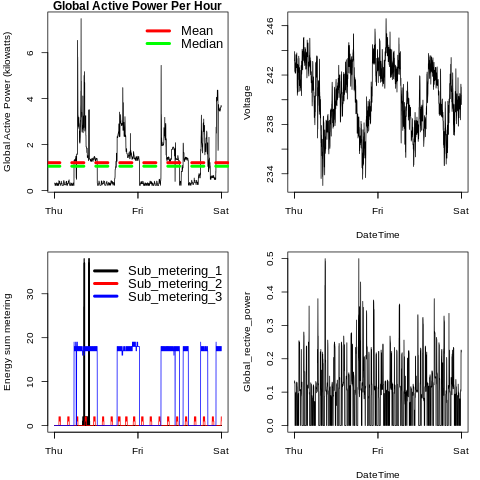 Global Active Power Per Hour
Global Active Power (kilowatts)
0 2 4 6
Mean
Median
Thu Fri Sat
Voltage
234 238 242 246
Thu Fri Sat
DateTime
Energy sum metering
0 10 20 30
Sub_metering_1
Sub_metering_2
Sub_metering_3
Thu Fri Sat
Global_rective_power
0.0 0.1 0.2 0.3 0.4 0.5
Thu Fri Sat
DateTime